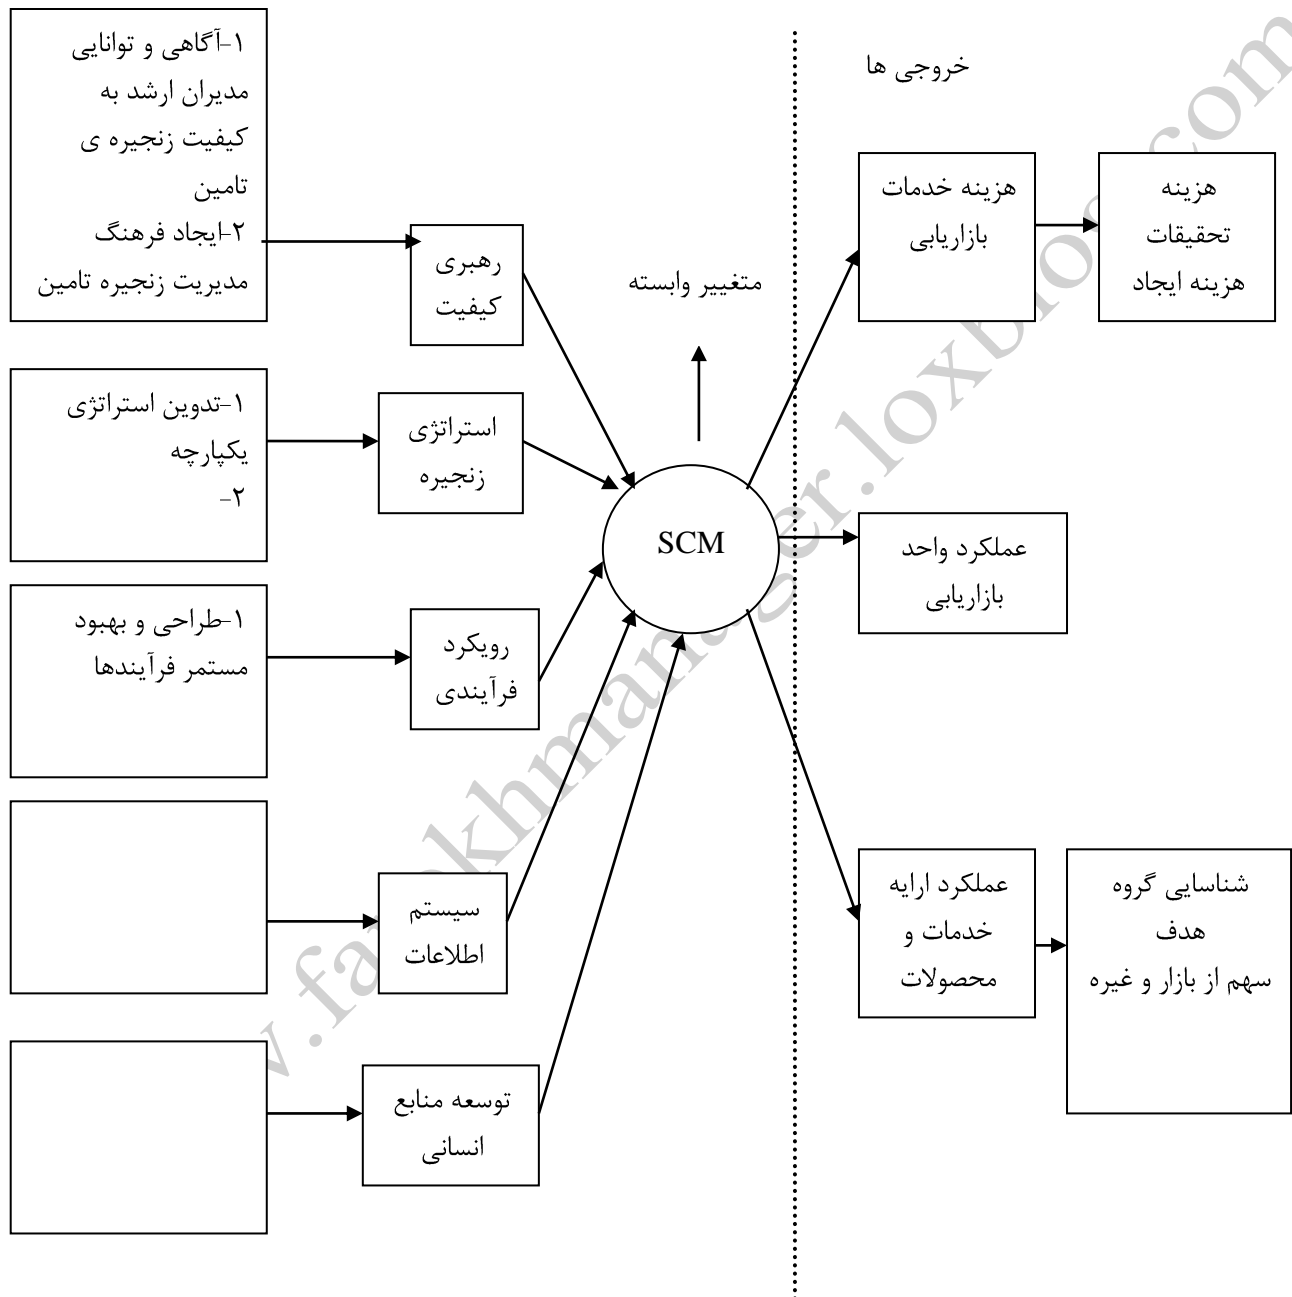 ۱-آگاهی و توانایی
مدیران ارشد به
کیفیت زنجیره ی
تامین
۲-ایجاد فرهنگ
مدیریت زنجیره تامین
رهبری
کیفیت
۱-تدوین استراتژی
یکپارچه
۲-
استراتژی
زنجیره
۱-طراحی و بهبود
مستمر فرآیندها
رویکرد
فرآیندی
سیستم
اطلاعات
توسعه منابع
انسانی
متغییر وابسته
SCM
خروجی ها
هزینه خدمات
بازاریابی
هزینه
تحقیقات
هزینه ایجاد
عملکرد واحد
بازاریابی
عملکرد ارایه
خدمات و
محصولات
شناسایی گروه
هدف
سهم از بازار و غیره